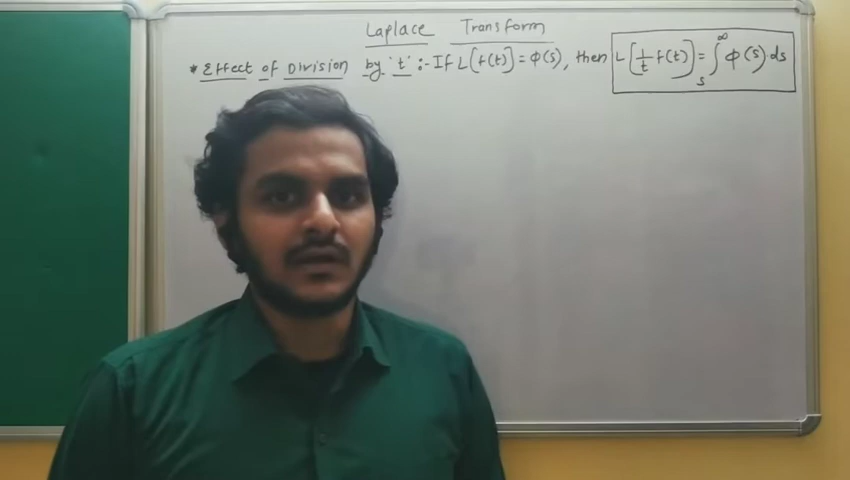 Laplace Transform
* Effect of Division by 't' :- If L[f(t)] = Φ(s), then L[1/t f(t)] = ∫_s^∞ Φ(s) ds